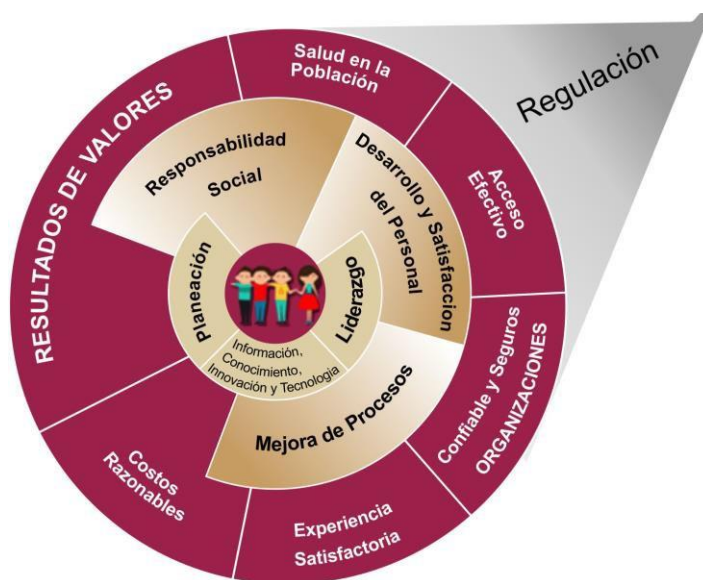 Salud en la
Población
Regulación
RESULTADOS DE VALORES
Responsabilidad
Social
Desarrollo y Satisfaccion
del Personal
Acceso
Efectivo
Planeación
Liderazgo
Información,
Conocimiento,
Innovación y Tecnologia
Mejora de Procesos
Confiable y Seguros
ORGANIZACIONES
Costos
Razonables
Experiencia
Satisfactoria